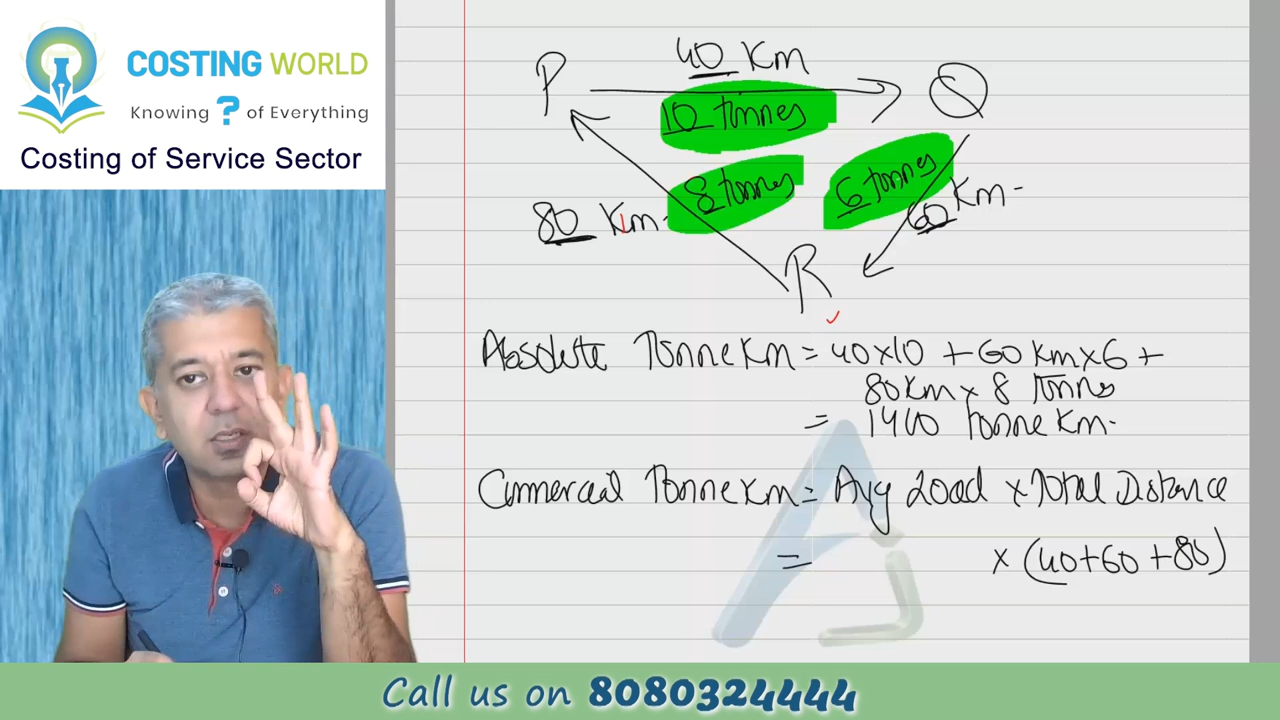 COSTING WORLD
Knowing ? of Everything
Costing of Service Sector
40 Km
P
Q
10 tonnes
8 tonnes
6 tonnes
80 Km
60 Km
R
Absolute Tonne Km = 40 x 10 + 60 km x 6 +
80 km x 8 Tonnes
= 1400 Tonne Km
Commercial Tonne Km = Avg Load x Total Distance
= x (40+60+80)
Call us on 8080324444